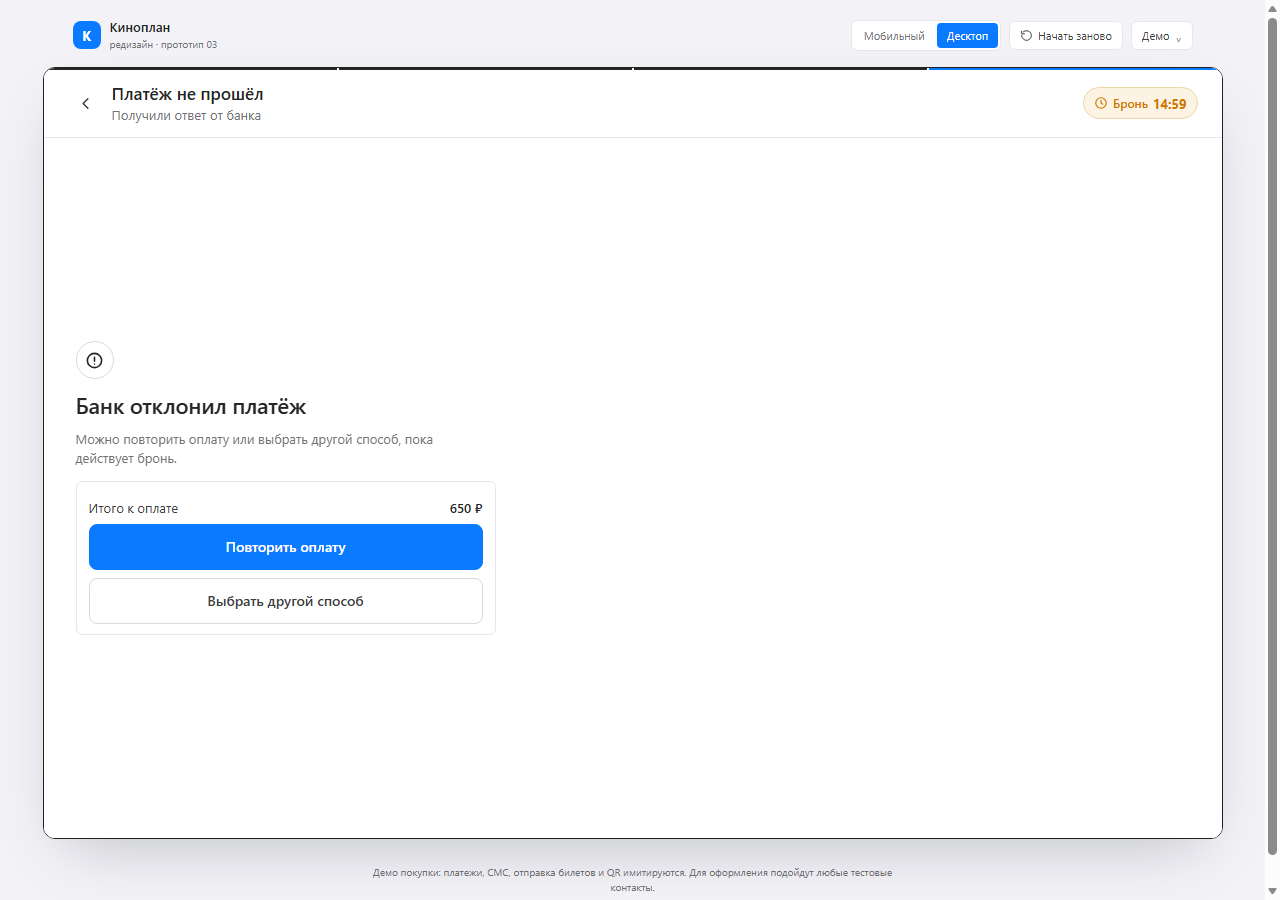 К
Киноплан
редизайн · прототип 03
Мобильный
Десктоп
Начать заново
Демо
Платёж не прошёл
Получили ответ от банка
Бронь 14:59
Банк отклонил платёж
Можно повторить оплату или выбрать другой способ, пока
действует бронь.
Итого к оплате 650 ₽
Повторить оплату
Выбрать другой способ
Демо покупки: платежи, СМС, отправка билетов и QR имитируются. Для оформления подойдут любые тестовые
контакты.